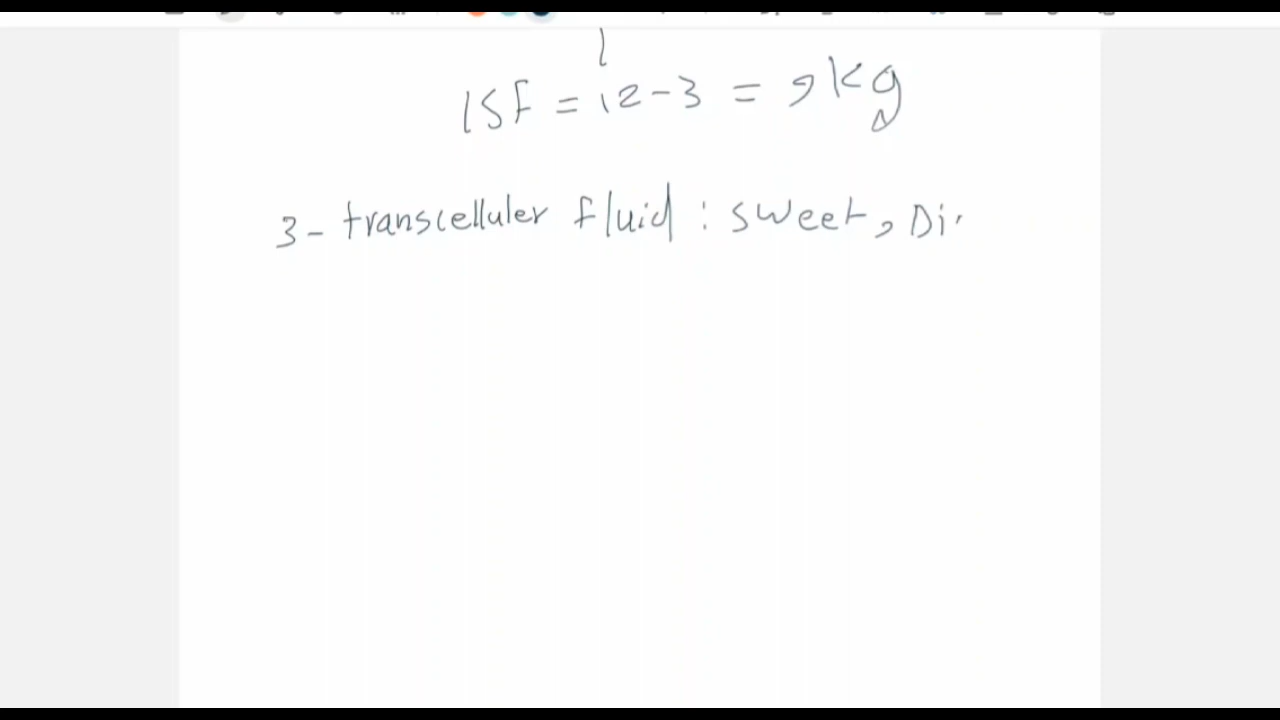 ISF = 12-3 = 9kg
3- transcelluler fluid : sweet, Di